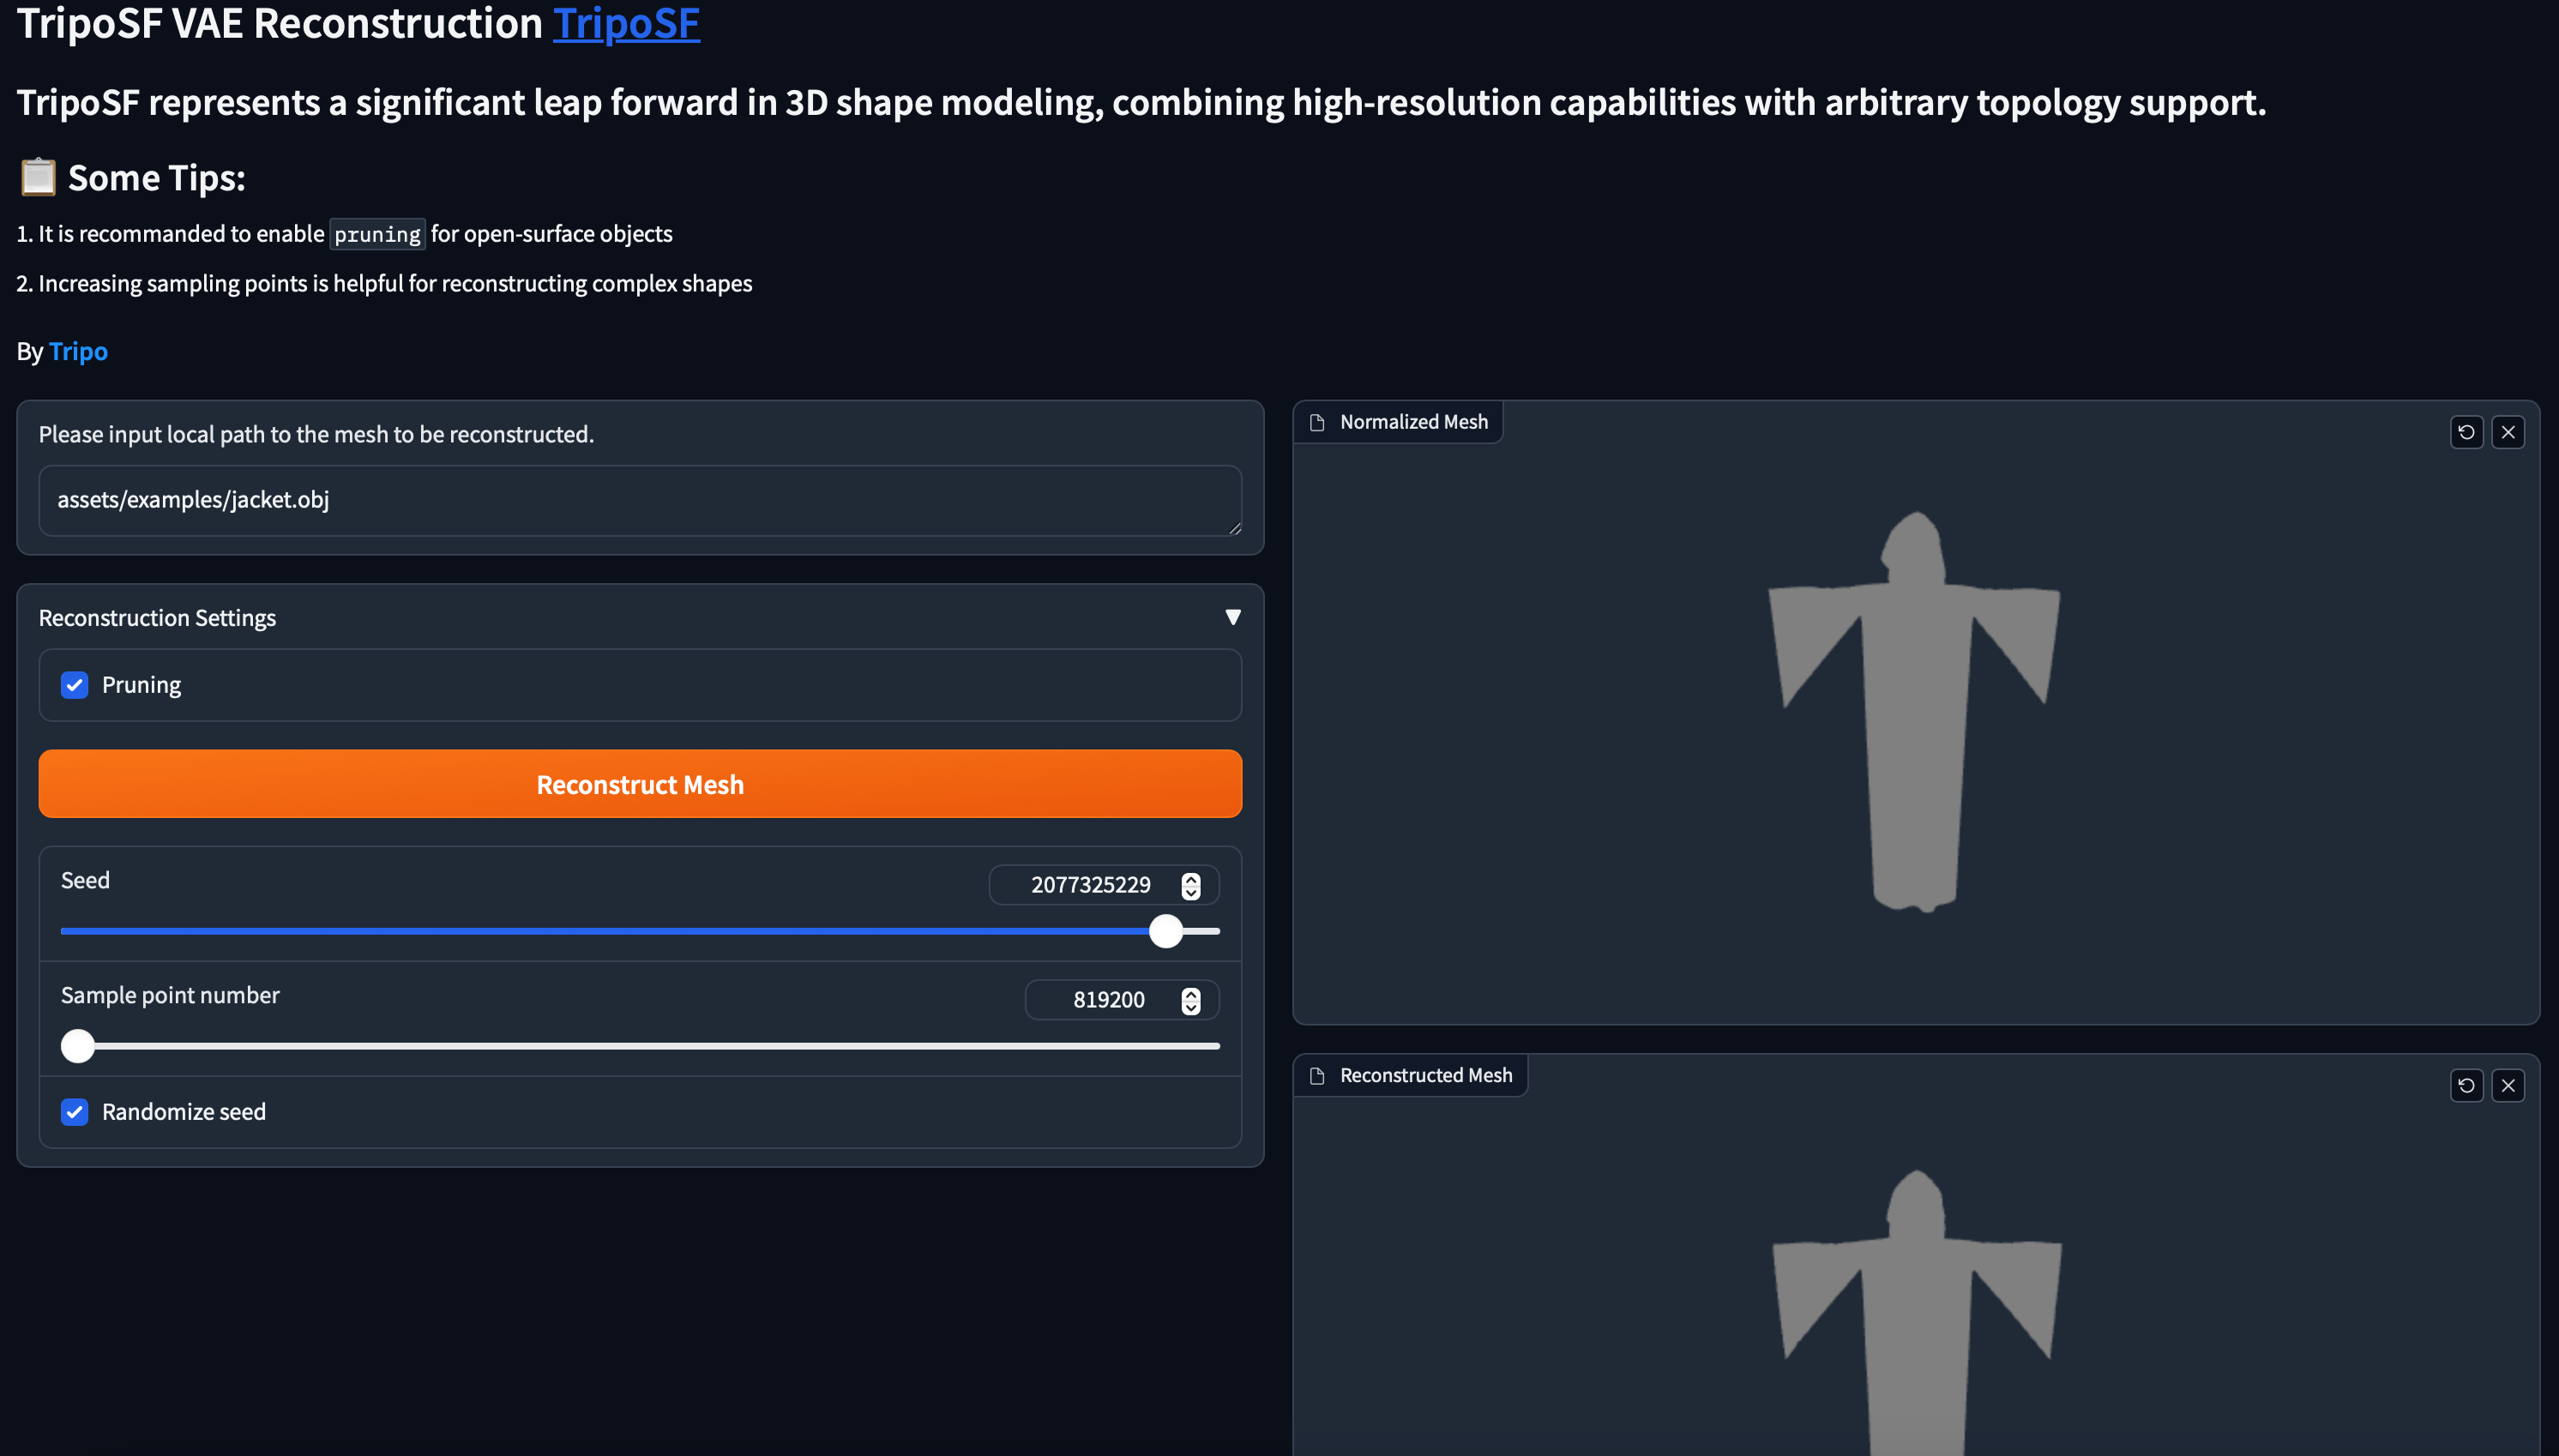 TripoSF VAE Reconstruction TripoSF
TripoSF represents a significant leap forward in 3D shape modeling, combining high-resolution capabilities with arbitrary topology support.
📋 Some Tips:
1. It is recommanded to enable pruning for open-surface objects
2. Increasing sampling points is helpful for reconstructing complex shapes
By Tripo
Please input local path to the mesh to be reconstructed.
assets/examples/jacket.obj
Reconstruction Settings
Pruning
Reconstruct Mesh
Seed
2077325229
Sample point number
819200
Randomize seed
Normalized Mesh
Reconstructed Mesh